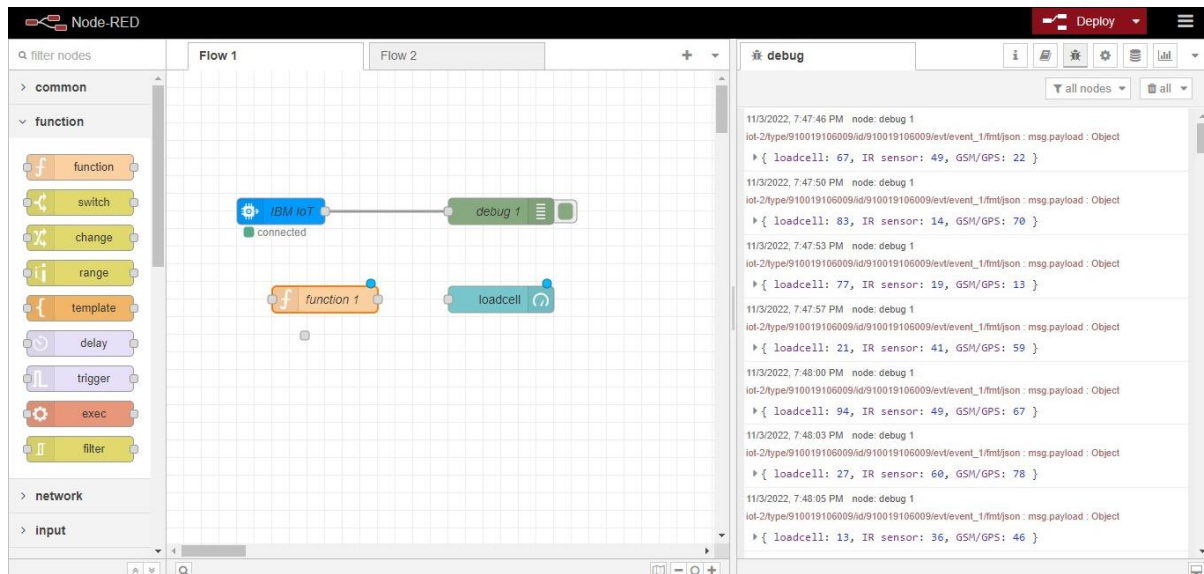 Node-RED
Deploy
filter nodes
Flow 1
Flow 2
debug
i
common
all nodes
all
function
function
switch
change
range
template
delay
trigger
exec
filter
network
input
IBM IoT
connected
debug 1
function 1
loadcell
11/3/2022, 7:47:46 PM node: debug 1
iot-2/type/910019106009/id/910019106009/evt/event_1/fmt/json : msg.payload : Object
{ loadcell: 67, IR sensor: 49, GSM/GPS: 22 }
11/3/2022, 7:47:50 PM node: debug 1
iot-2/type/910019106009/id/910019106009/evt/event_1/fmt/json : msg.payload : Object
{ loadcell: 83, IR sensor: 14, GSM/GPS: 70 }
11/3/2022, 7:47:53 PM node: debug 1
iot-2/type/910019106009/id/910019106009/evt/event_1/fmt/json : msg.payload : Object
{ loadcell: 77, IR sensor: 19, GSM/GPS: 13 }
11/3/2022, 7:47:57 PM node: debug 1
iot-2/type/910019106009/id/910019106009/evt/event_1/fmt/json : msg.payload : Object
{ loadcell: 21, IR sensor: 41, GSM/GPS: 59 }
11/3/2022, 7:48:00 PM node: debug 1
iot-2/type/910019106009/id/910019106009/evt/event_1/fmt/json : msg.payload : Object
{ loadcell: 94, IR sensor: 49, GSM/GPS: 67 }
11/3/2022, 7:48:03 PM node: debug 1
iot-2/type/910019106009/id/910019106009/evt/event_1/fmt/json : msg.payload : Object
{ loadcell: 27, IR sensor: 60, GSM/GPS: 78 }
11/3/2022, 7:48:05 PM node: debug 1
iot-2/type/910019106009/id/910019106009/evt/event_1/fmt/json : msg.payload : Object
{ loadcell: 13, IR sensor: 36, GSM/GPS: 46 }